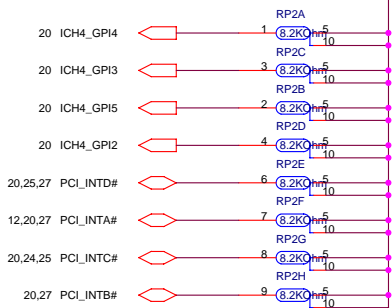 RP2A
20 ICH4_GPI4 1 8.2KOhm 5
10
RP2C
20 ICH4_GPI3 3 8.2KOhm 5
10
RP2B
20 ICH4_GPI5 2 8.2KOhm 5
10
RP2D
20 ICH4_GPI2 4 8.2KOhm 5
10
RP2E
20,25,27 PCI_INTD# 6 8.2KOhm 5
10
RP2F
12,20,27 PCI_INTA# 7 8.2KOhm 5
10
RP2G
20,24,25 PCI_INTC# 8 8.2KOhm 5
10
RP2H
20,27 PCI_INTB# 9 8.2KOhm 5
10